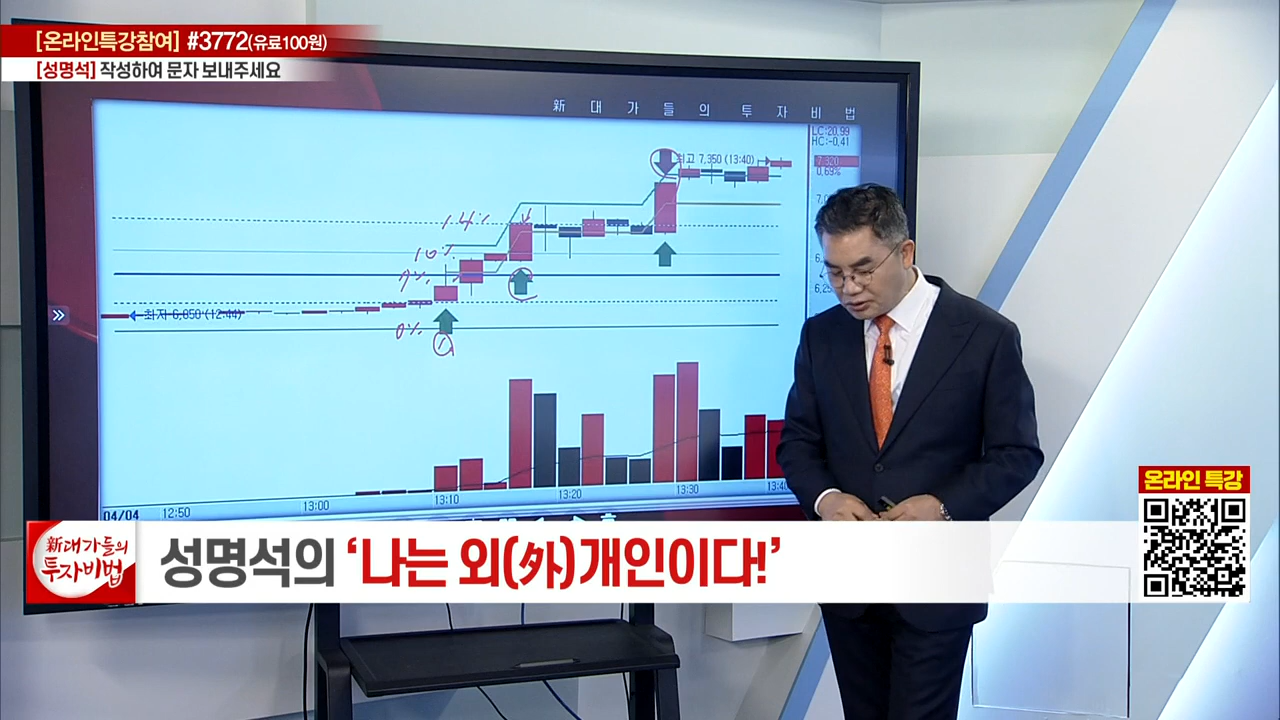 [온라인특강참여] #3772(유료100원)
[성명석] 작성하여 문자 보내주세요
新 대 가 들 의 투 자 비 법
LC:20.99
HC:-0.41
최고 7,350 (13:40)
7,320
0.69%
14%
10%
7%
최저 6,050 (12:44)
0%
04/04 12:50 13:00 13:10 13:20 13:30 13:40
온라인 특강
新대가들의
투자비법
성명석의 ‘나는 외(外)개인이다!’